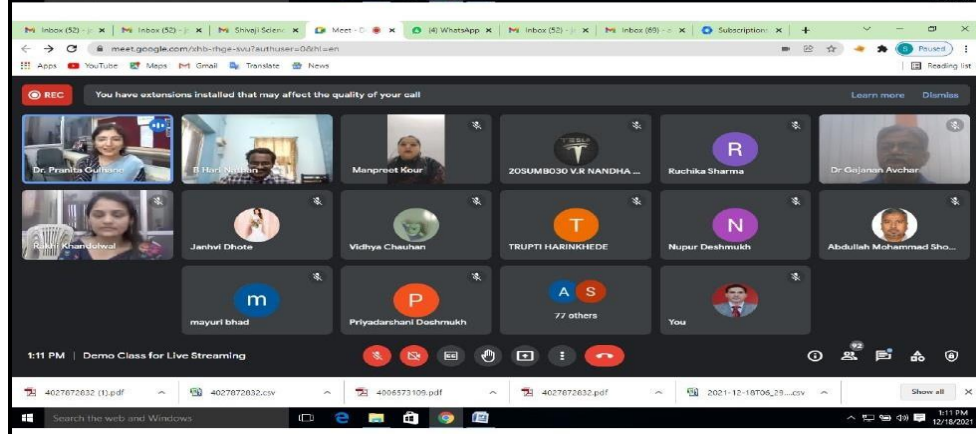 Inbox (52) - j
Inbox (52) - j
Shivaji Scienc
Meet - D
(4) WhatsApp
Inbox (52) - j
Inbox (69) - a
Subscription:
meet.google.com/xhb-rhge-svu?authuser=0&hl=en
S Paused
Apps YouTube Maps Gmail Translate News
Reading list
REC You have extensions installed that may affect the quality of your call Learn more Dismiss
Dr. Pranita Gulhane
B Hari Nathan
Manpreet Kour
20SUMB030 V.R NANDHA ...
R
Ruchika Sharma
Dr Gajanan Avchar
Rakhi Khandelwal
Janhvi Dhote
Vidhya Chauhan
T
TRUPTI HARINKHEDE
N
Nupur Deshmukh
Abdullah Mohammad Sho...
m
mayuri bhad
P
Priyadarshani Deshmukh
A S
77 others
You
1:11 PM | Demo Class for Live Streaming
92
4027872832 (1).pdf
4027872832.csv
4006573109.pdf
4027872832.pdf
2021-12-18T06_29....csv
Show all
Search the web and Windows
1:11 PM
12/18/2021